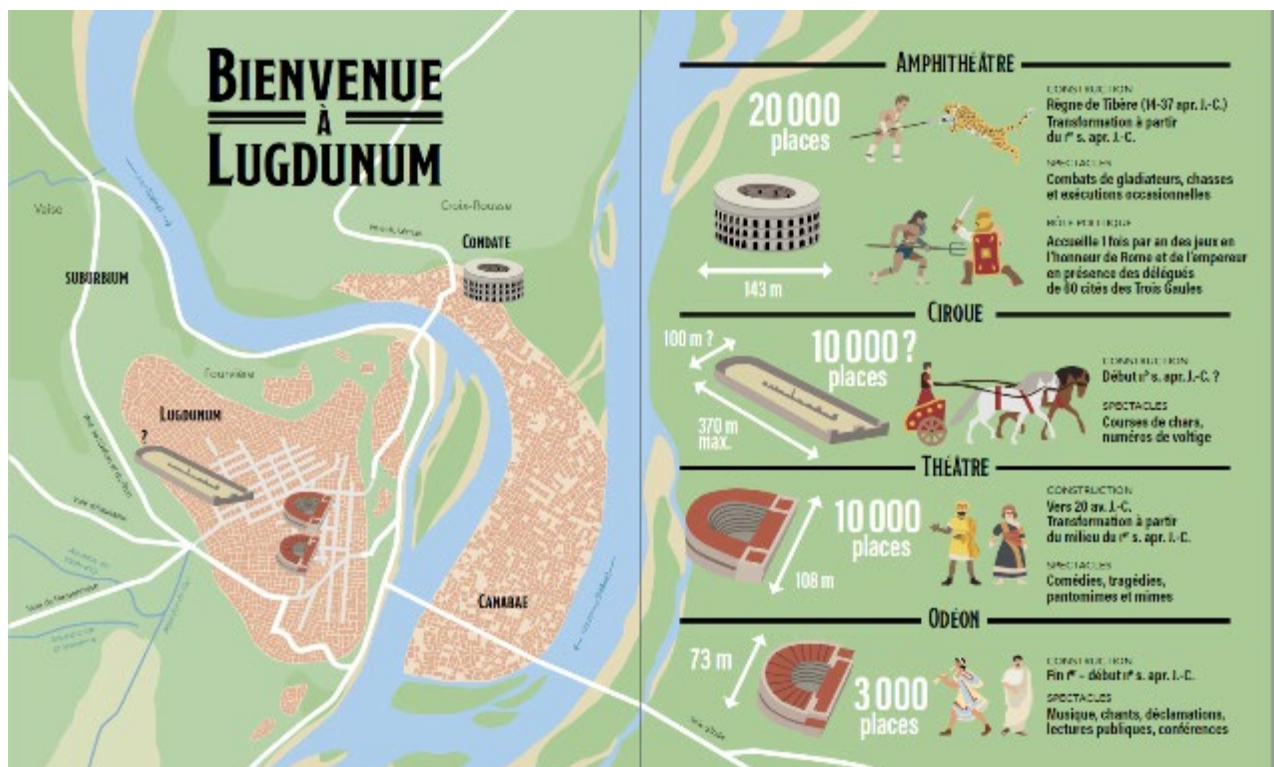 BIENVENUE
À
LUGDUNUM
Vaise
SUBURBIUM
Croix-Rousse
CONDATE
Fourvière
LUGDUNUM
?
CANABAE
AMPHITHÉÂTRE
20 000
places
143 m
CONSTRUCTION
Règne de Tibère (14-37 apr. J.-C.)
Transformation à partir
du Iᵉʳ s. apr. J.-C.
SPECTACLES
Combats de gladiateurs, chasses
et exécutions occasionnelles
RÔLE POLITIQUE
Accueille 1 fois par an des jeux en
l'honneur de Rome et de l'empereur
en présence des délégués
de 60 cités des Trois Gaules
CIRQUE
100 m ?
10 000 ?
places
370 m
max.
CONSTRUCTION
Début IIᵉ s. apr. J.-C. ?
SPECTACLES
Courses de chars,
numéros de voltige
THÉÂTRE
10 000
places
108 m
CONSTRUCTION
Vers 20 av. J.-C.
Transformation à partir
du milieu du Iᵉʳ s. apr. J.-C.
SPECTACLES
Comédies, tragédies,
pantomimes et mimes
ODÉON
73 m
3 000
places
CONSTRUCTION
Fin Iᵉʳ – début IIᵉ s. apr. J.-C.
SPECTACLES
Musique, chants, déclamations,
lectures publiques, conférences